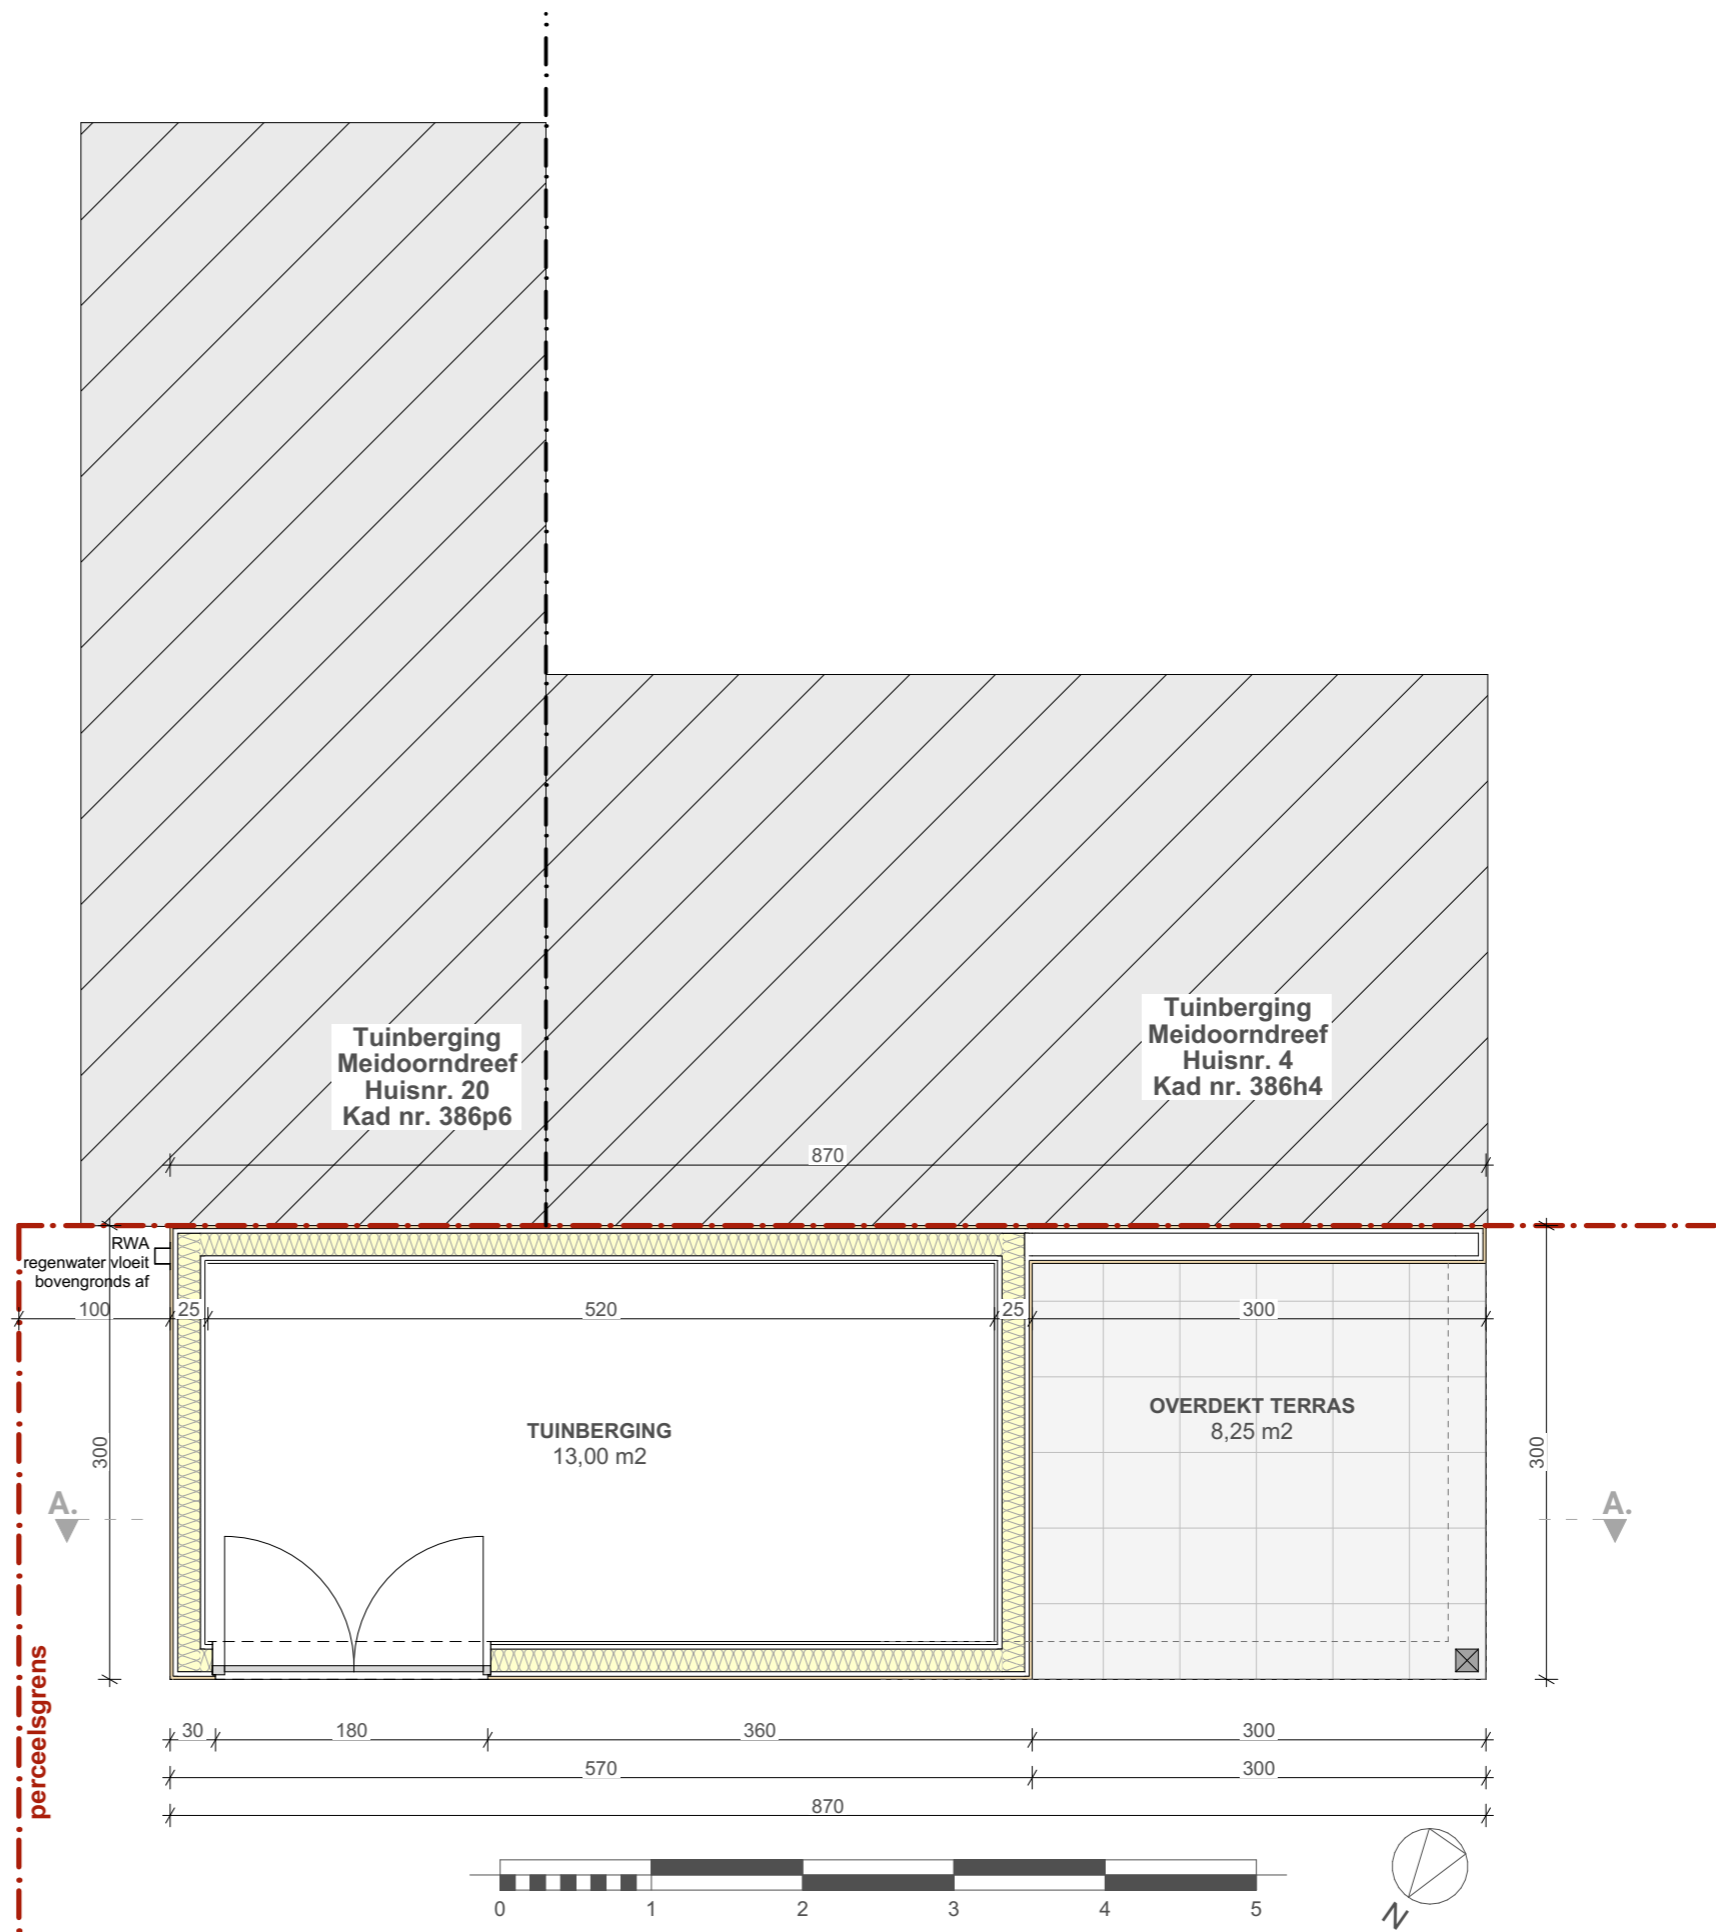 Tuinberging
Meidoorndreef
Huisnr. 20
Kad nr. 386p6
Tuinberging
Meidoorndreef
Huisnr. 4
Kad nr. 386h4
870
RWA
regenwater vloeit
bovengronds af
100
25
520
25
300
TUINBERGING
13,00 m2
OVERDEKT TERRAS
8,25 m2
300
300
A.
A.
perceelsgrens
30
180
360
300
570
300
870
0
1
2
3
4
5
N